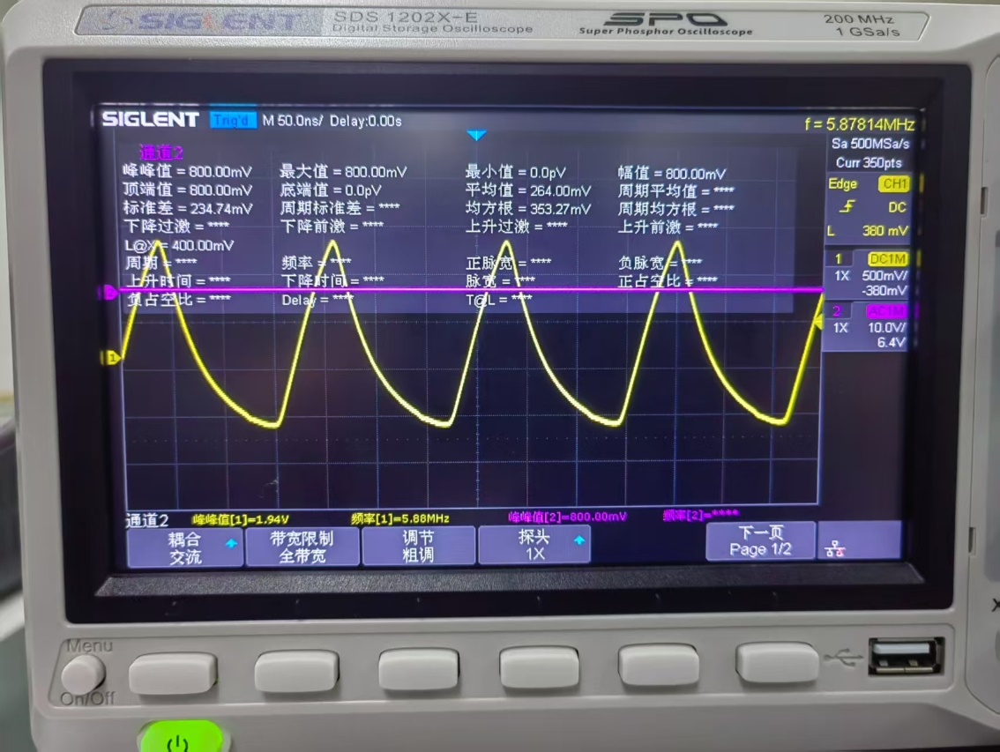 SIGLENT SDS 1202X-E SPO 200 MHz
Digital Storage Oscilloscope Super Phosphor Oscilloscope 1 GSa/s
SIGLENT Trig'd M 50.0ns/ Delay:0.00s f = 5.87814MHz
Sa 500MSa/s
Curr 350pts
通道2
峰峰值 = 800.00mV 最大值 = 800.00mV 最小值 = 0.0pV 幅值 = 800.00mV
顶端值 = 800.00mV 底端值 = 0.0pV 平均值 = 264.00mV 周期平均值 = ****
标准差 = 234.74mV 周期标准差 = **** 均方根 = 353.27mV 周期均方根 = ****
下降过激 = **** 下降前激 = **** 上升过激 = **** 上升前激 = ****
L@X = 400.00mV
周期 = **** 频率 = **** 正脉宽 = **** 负脉宽 = ****
上升时间 = **** 下降时间 = **** 脉宽 = **** 正占空比 = ****
负占空比 = **** Delay = **** T@L = ****
Edge CH1
DC
L 380 mV
1 DC1M
1X 500mV/
-380mV
2 AC1M
1X 10.0V/
6.4V
2
1
通道2 峰峰值[1]=1.94V 频率[1]=5.88MHz 峰峰值[2]=800.00mV 频率[2]=****
耦合 带宽限制 调节 探头 下一页
交流 全带宽 粗调 1X Page 1/2
Menu
On/Off
X